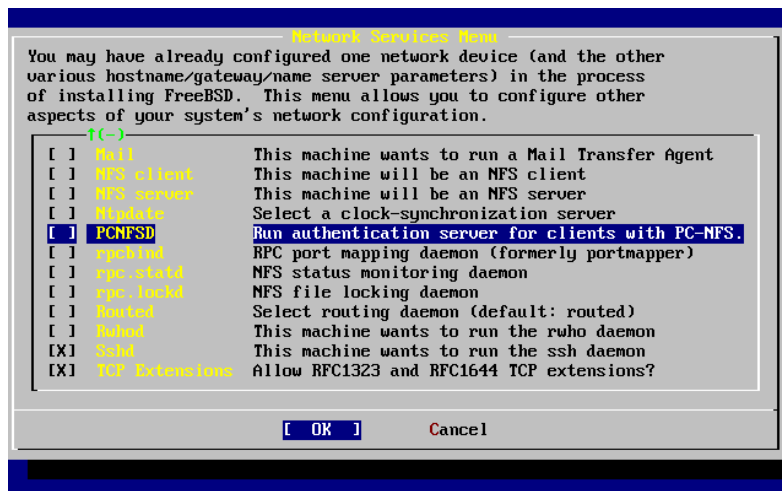 Network Services Menu
You may have already configured one network device (and the other
various hostname/gateway/name server parameters) in the process
of installing FreeBSD.  This menu allows you to configure other
aspects of your system's network configuration.
↑(-)
[ ] Mail This machine wants to run a Mail Transfer Agent
[ ] NFS client This machine will be an NFS client
[ ] NFS server This machine will be an NFS server
[ ] Ntpdate Select a clock-synchronization server
[ ] PCNFSD Run authentication server for clients with PC-NFS.
[ ] rpcbind RPC port mapping daemon (formerly portmapper)
[ ] rpc.statd NFS status monitoring daemon
[ ] rpc.lockd NFS file locking daemon
[ ] Routed Select routing daemon (default: routed)
[ ] Rwhod This machine wants to run the rwho daemon
[X] Sshd This machine wants to run the ssh daemon
[X] TCP Extensions Allow RFC1323 and RFC1644 TCP extensions?
[ OK ] Cancel